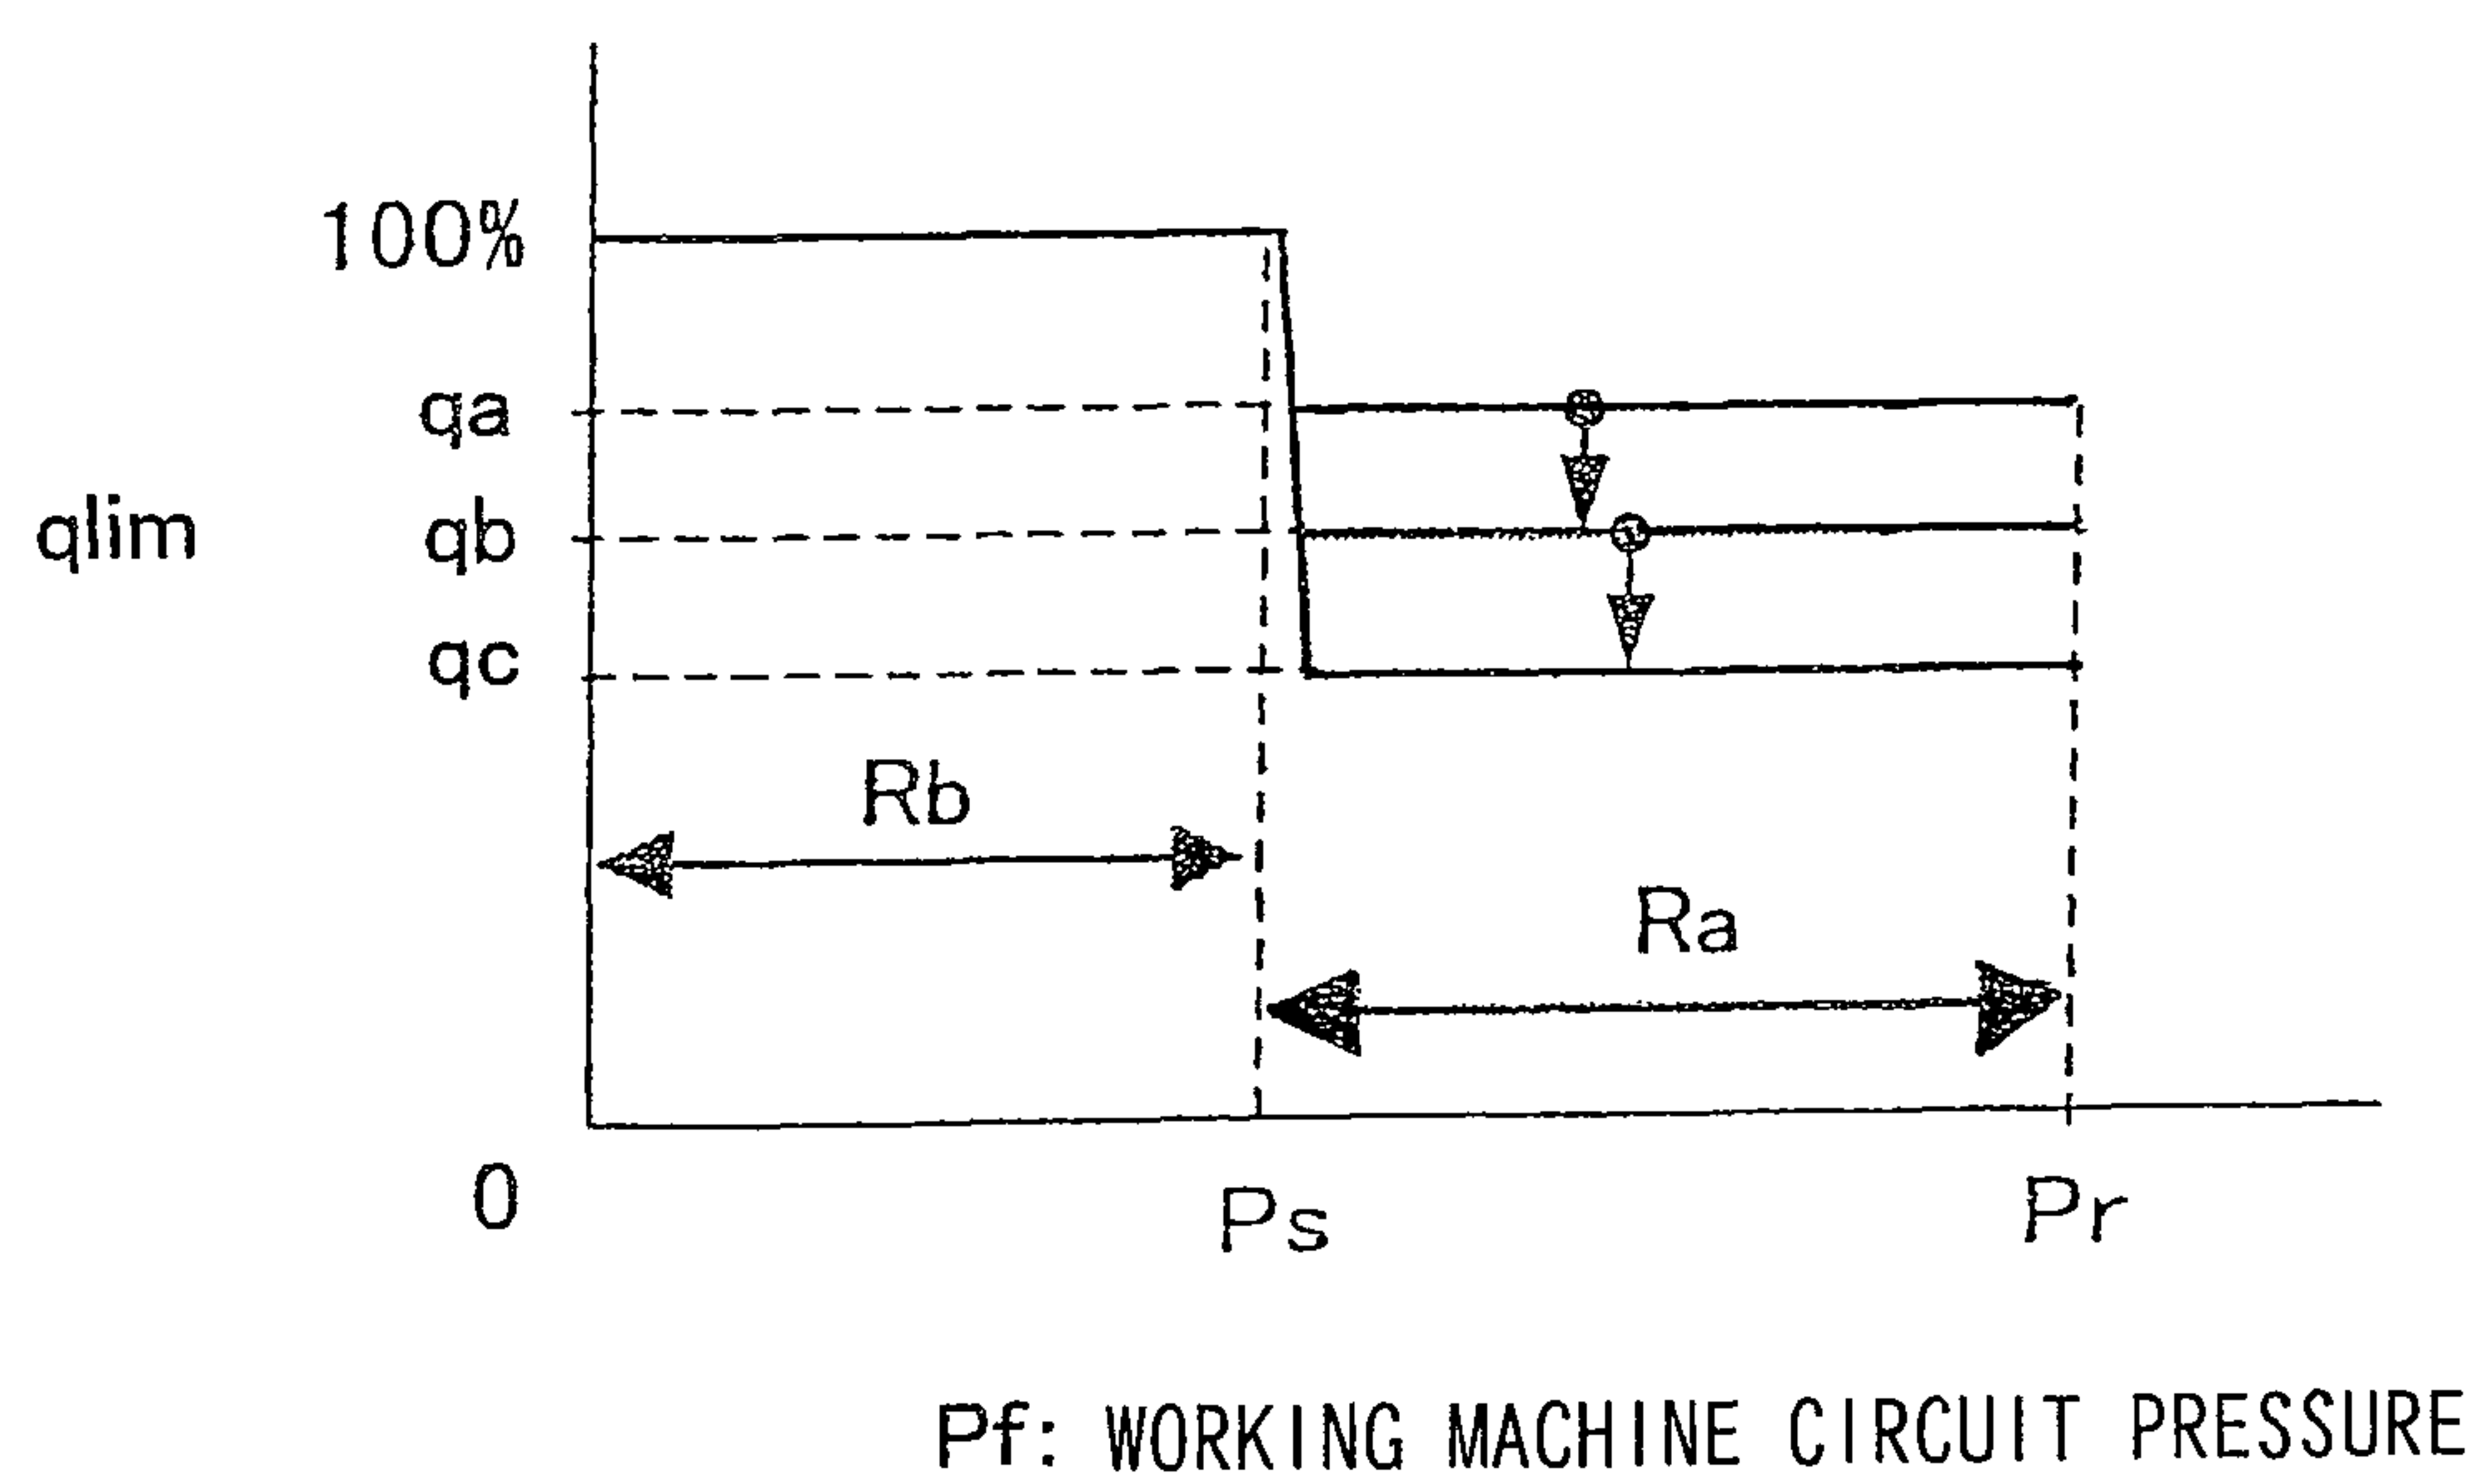 100%
qa
qlim
qb
qc
Rb
Ra
0
Ps
Pr
Pf: WORKING MACHINE CIRCUIT PRESSURE